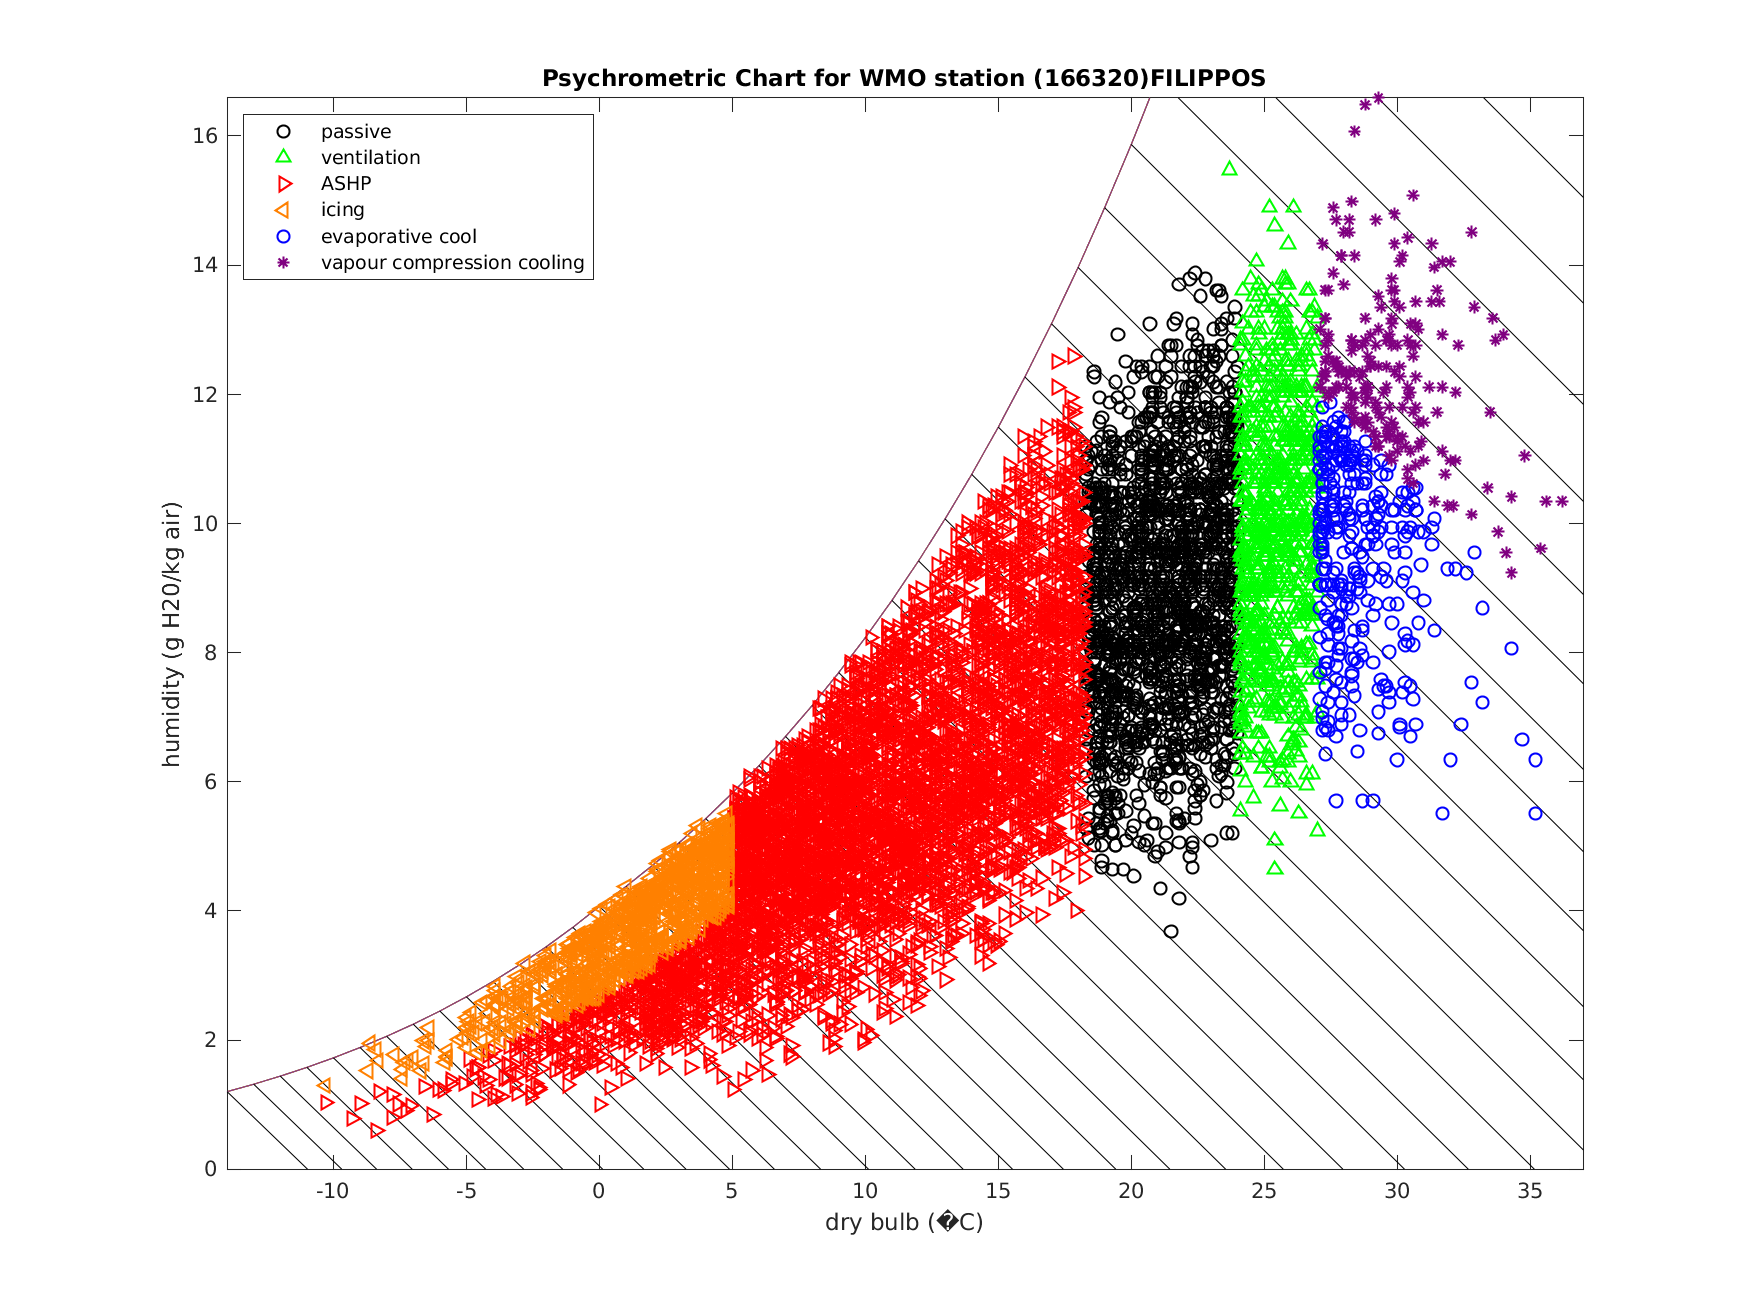 Psychrometric Chart for WMO station (166320)FILIPPOS
passive
ventilation
ASHP
icing
evaporative cool
vapour compression cooling
humidity (g H20/kg air)
16
14
12
10
8
6
4
2
0
-10 -5 0 5 10 15 20 25 30 35
dry bulb (�C)